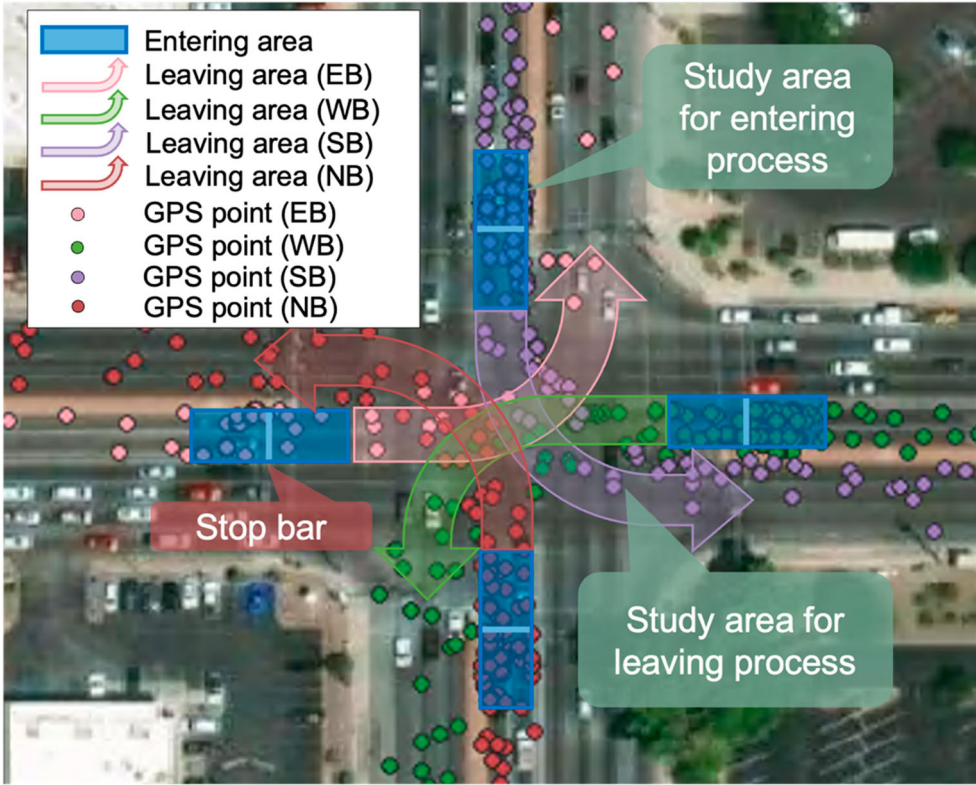 Entering area
Leaving area (EB)
Leaving area (WB)
Leaving area (SB)
Leaving area (NB)
GPS point (EB)
GPS point (WB)
GPS point (SB)
GPS point (NB)
Study area
for entering
process
Stop bar
Study area for
leaving process